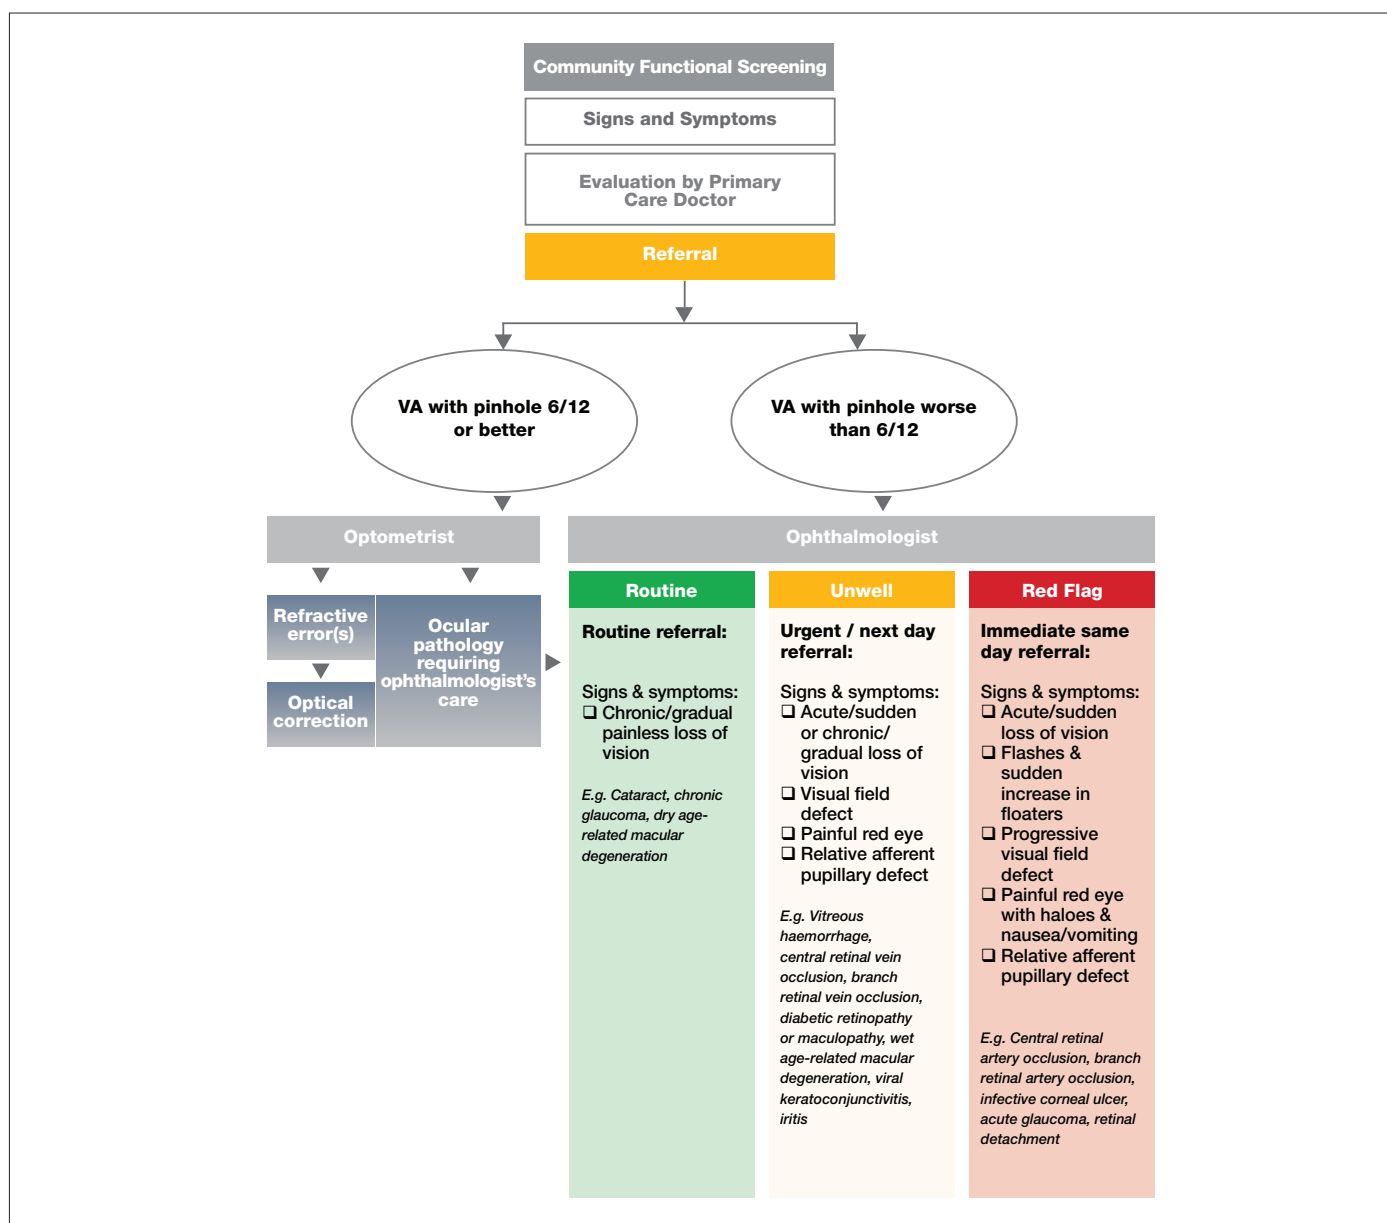 Community Functional Screening
Signs and Symptoms
Evaluation by Primary
Care Doctor
Referral
VA with pinhole 6/12
or better
VA with pinhole worse
than 6/12
Optometrist
Refractive
error(s)
Optical
correction
Ocular
pathology
requiring
ophthalmologist's
care
Ophthalmologist
Routine
Routine referral:
Signs & symptoms:
❑ Chronic/gradual
painless loss of
vision
E.g. Cataract, chronic
glaucoma, dry age-
related macular
degeneration
Unwell
Urgent / next day
referral:
Signs & symptoms:
❑ Acute/sudden
or chronic/
gradual loss of
vision
❑ Visual field
defect
❑ Painful red eye
❑ Relative afferent
pupillary defect
E.g. Vitreous
haemorrhage,
central retinal vein
occlusion, branch
retinal vein occlusion,
diabetic retinopathy
or maculopathy, wet
age-related macular
degeneration, viral
keratoconjunctivitis,
iritis
Red Flag
Immediate same
day referral:
Signs & symptoms:
❑ Acute/sudden
loss of vision
❑ Flashes &
sudden
increase in
floaters
❑ Progressive
visual field
defect
❑ Painful red eye
with haloes &
nausea/vomiting
❑ Relative afferent
pupillary defect
E.g. Central retinal
artery occlusion, branch
retinal artery occlusion,
infective corneal ulcer,
acute glaucoma, retinal
detachment